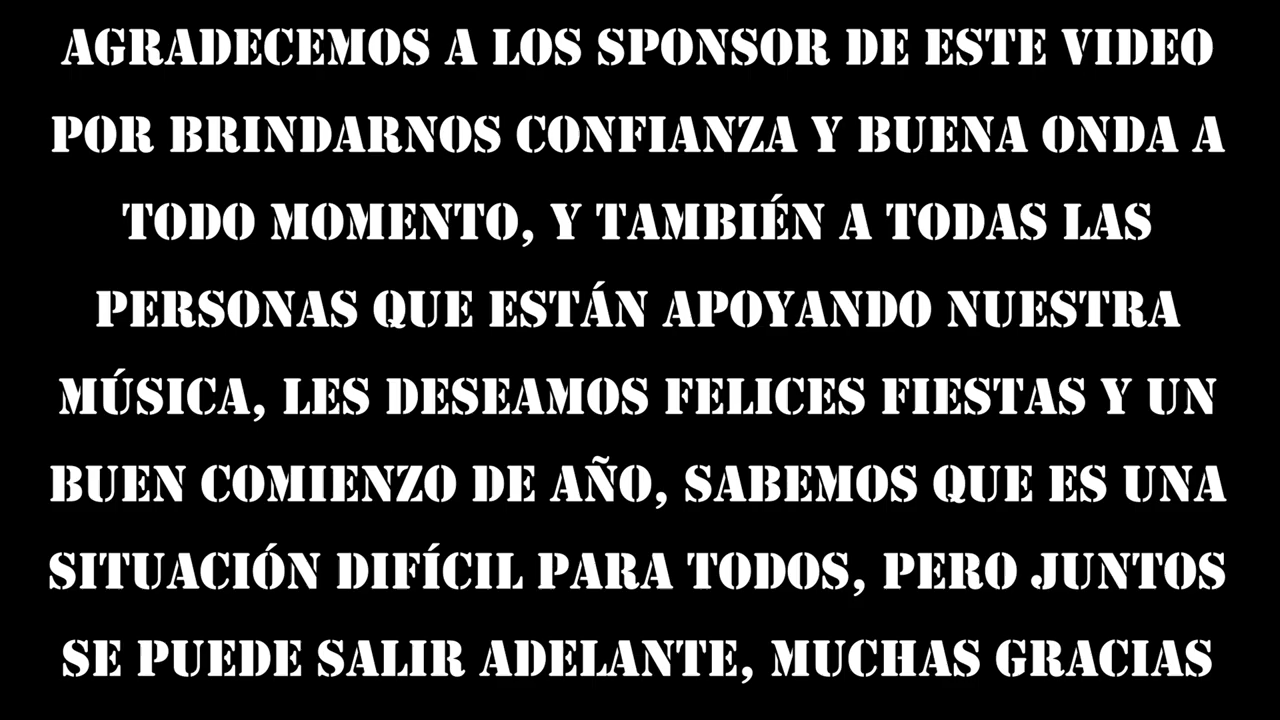 AGRADECEMOS A LOS SPONSOR DE ESTE VIDEO
POR BRINDARNOS CONFIANZA Y BUENA ONDA A
TODO MOMENTO, Y TAMBIÉN A TODAS LAS
PERSONAS QUE ESTÁN APOYANDO NUESTRA
MÚSICA, LES DESEAMOS FELICES FIESTAS Y UN
BUEN COMIENZO DE AÑO, SABEMOS QUE ES UNA
SITUACIÓN DIFÍCIL PARA TODOS, PERO JUNTOS
SE PUEDE SALIR ADELANTE, MUCHAS GRACIAS